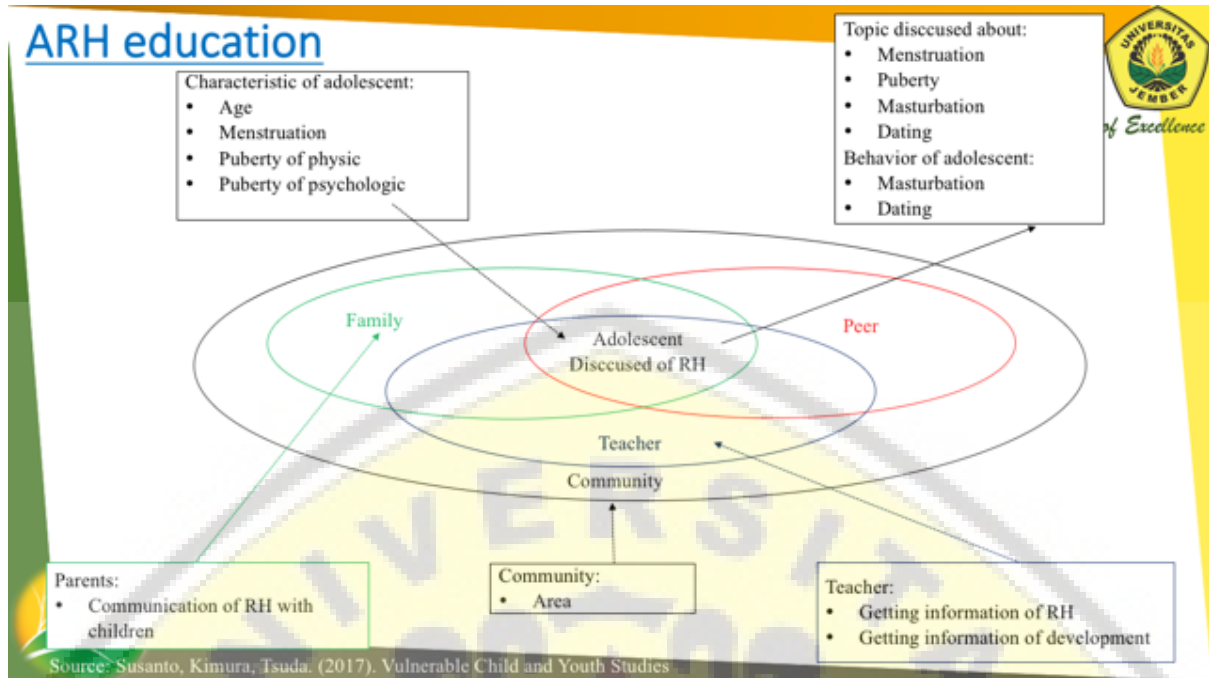 ARH education
Characteristic of adolescent:
• Age
• Menstruation
• Puberty of physic
• Puberty of psychologic
Topic disccused about:
• Menstruation
• Puberty
• Masturbation
• Dating
Behavior of adolescent:
• Masturbation
• Dating
UNIVERSITAS
JEMBER
of Excellence
Family
Peer
Adolescent
Disccused of RH
Teacher
Community
Parents:
• Communication of RH with
children
Community:
• Area
Teacher:
• Getting information of RH
• Getting information of development
Source: Susanto, Kimura, Tsuda. (2017). Vulnerable Child and Youth Studies
UNIVERSITA